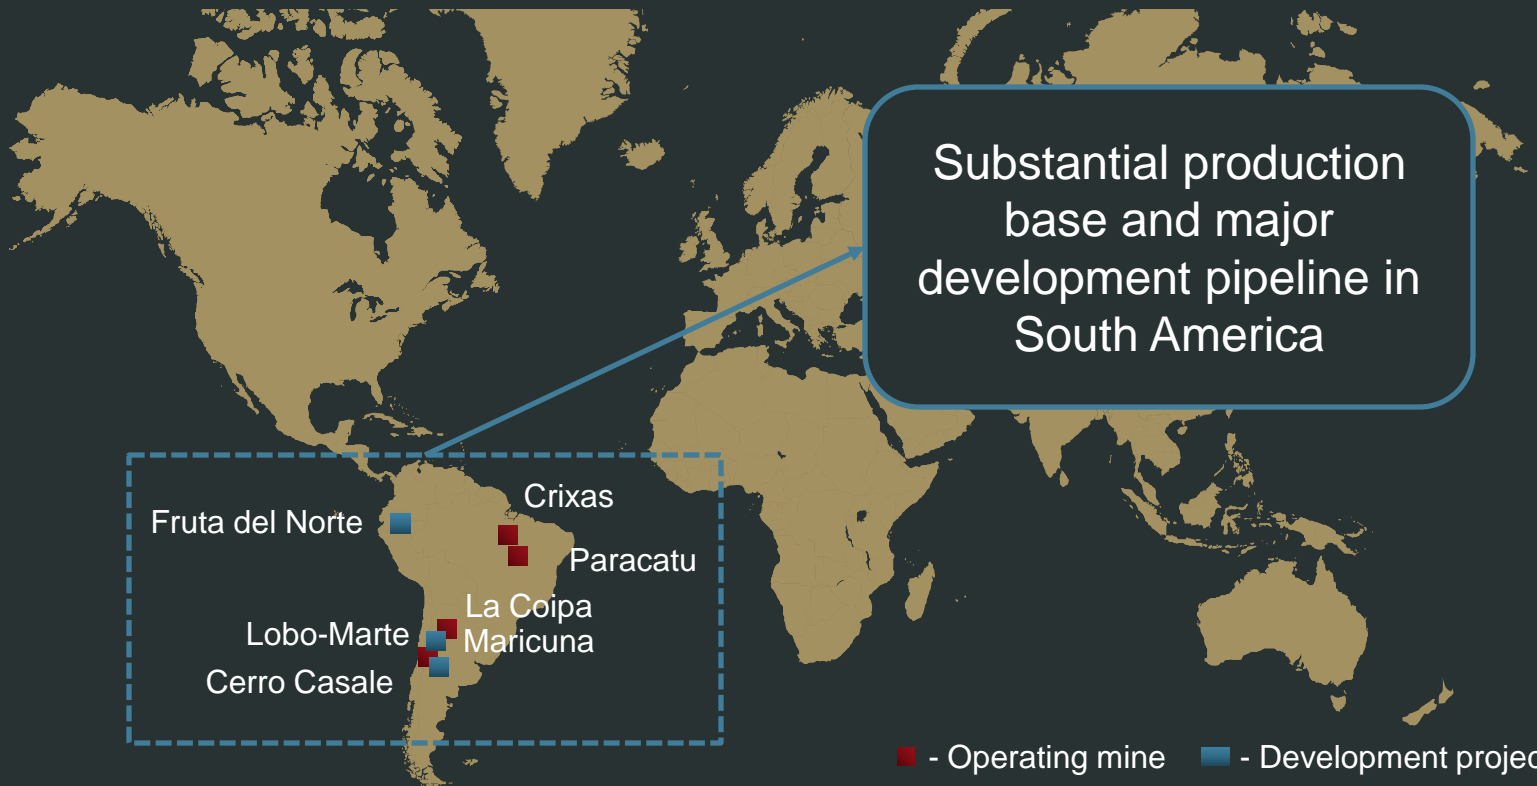 Substantial production
base and major
development pipeline in
South America
Crixas
Fruta del Norte
Paracatu
La Coipa
Lobo-Marte
Maricuna
Cerro Casale
- Operating mine
- Development projec